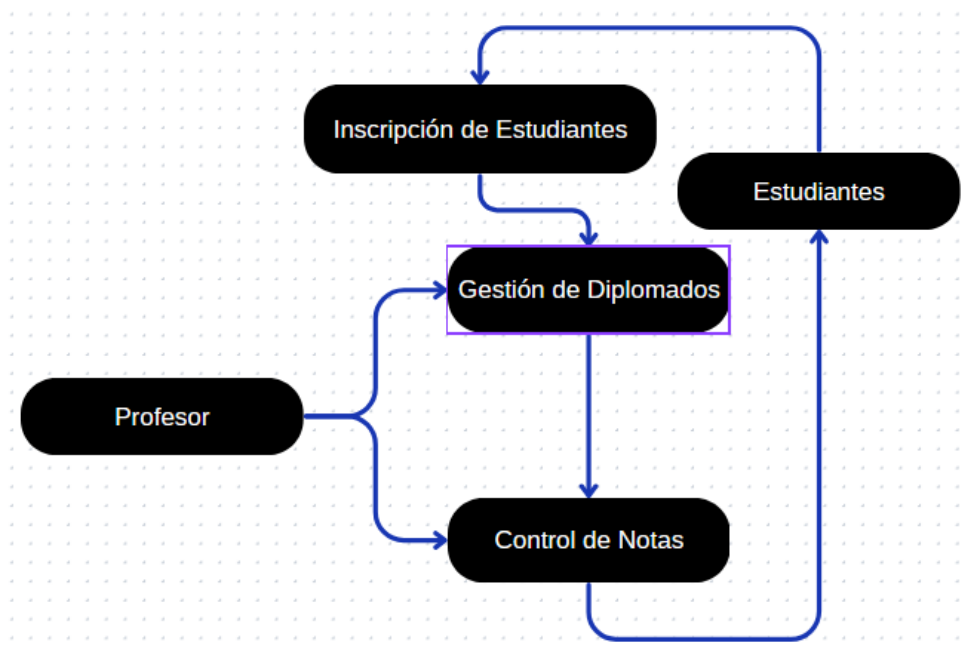 Inscripción de Estudiantes
Estudiantes
Gestión de Diplomados
Profesor
Control de Notas